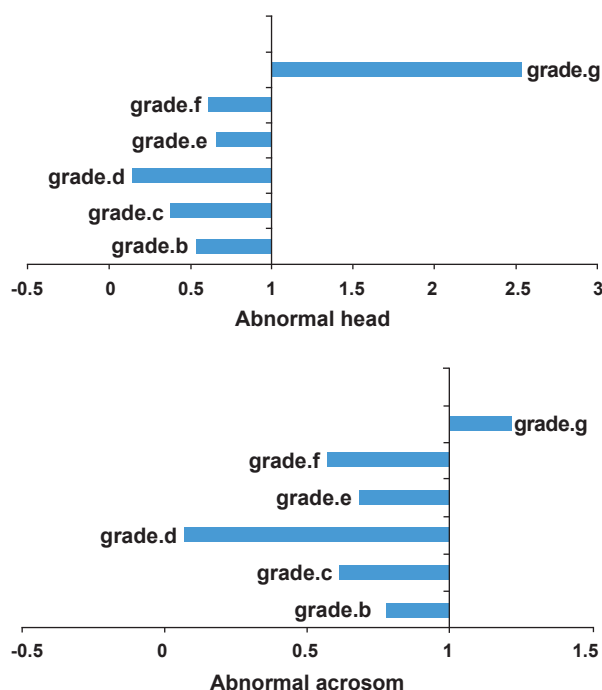 grade.g
grade.f
grade.e
grade.d
grade.c
grade.b
-0.5 0 0.5 1 1.5 2 2.5 3
Abnormal head
grade.g
grade.f
grade.e
grade.d
grade.c
grade.b
-0.5 0 0.5 1 1.5
Abnormal acrosom